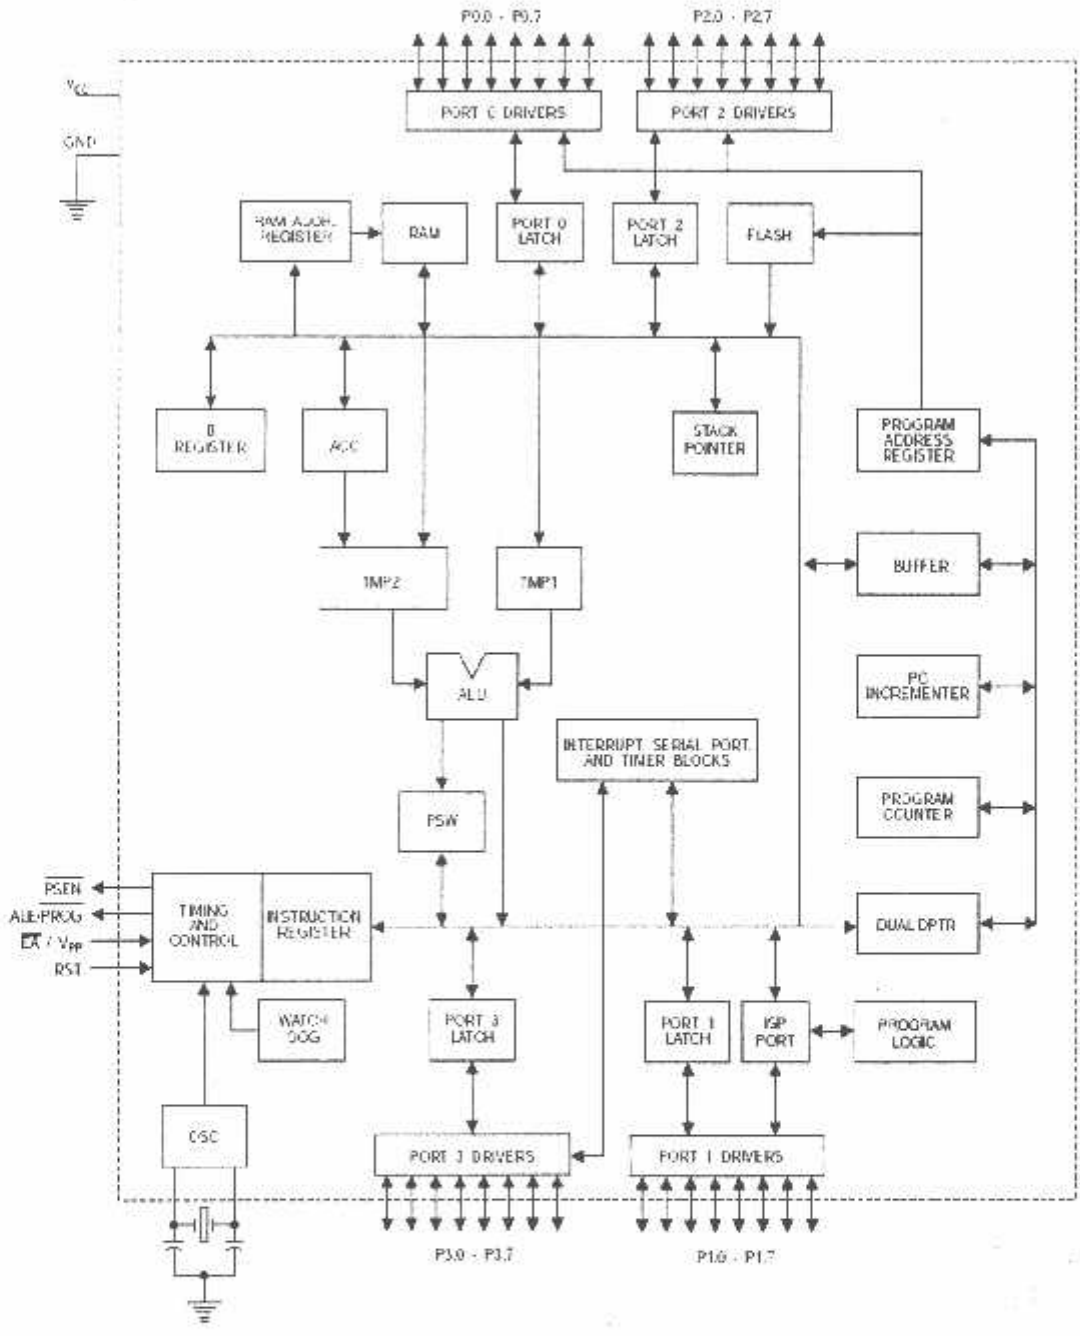 P0.0 - P0.7
P2.0 - P2.7
VCC
GND
PORT 0 DRIVERS
PORT 2 DRIVERS
RAM ADDR.
REGISTER
RAM
PORT 0
LATCH
PORT 2
LATCH
FLASH
B
REGISTER
ACC
STACK
POINTER
PROGRAM
ADDRESS
REGISTER
TMP2
TMP1
BUFFER
ALU
PC
INCREMENTER
INTERRUPT, SERIAL PORT,
AND TIMER BLOCKS
PSW
PROGRAM
COUNTER
PSEN
ALE/PROG
EA / VPP
RST
TIMING
AND
CONTROL
INSTRUCTION
REGISTER
DUAL DPTR
WATCH
DOG
PORT 3
LATCH
PORT 1
LATCH
ISP
PORT
PROGRAM
LOGIC
OSC
PORT 3 DRIVERS
PORT 1 DRIVERS
P3.0 - P3.7
P1.0 - P1.7